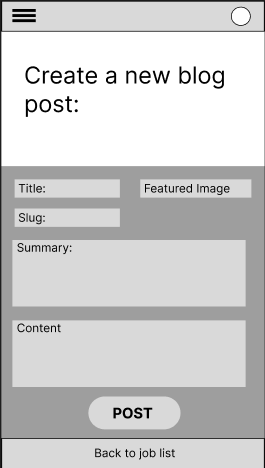 Create a new blog
post:
Title:
Featured Image
Slug:
Summary:
Content
POST
Back to job list